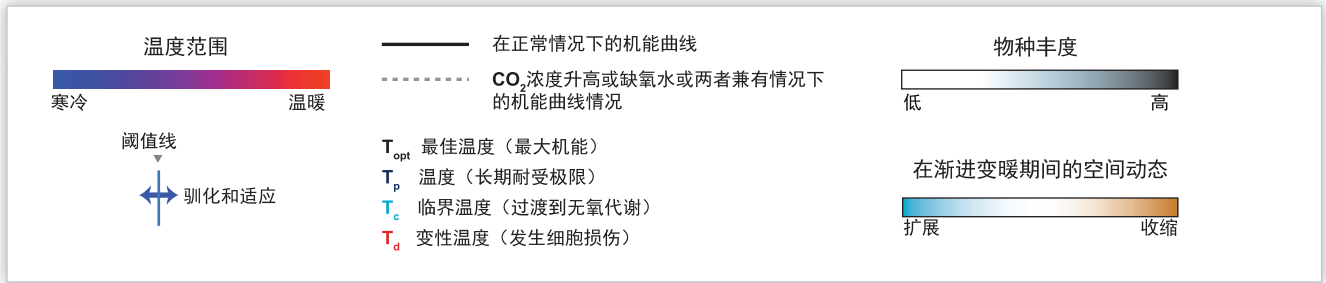 温度范围
寒冷 温暖
阈值线
驯化和适应
在正常情况下的机能曲线
CO2浓度升高或缺氧水或两者兼有情况下
的机能曲线情况
Topt 最佳温度（最大机能）
Tp 温度（长期耐受极限）
Tc 临界温度（过渡到无氧代谢）
Td 变性温度（发生细胞损伤）
物种丰度
低 高
在渐进变暖期间的空间动态
扩展 收缩